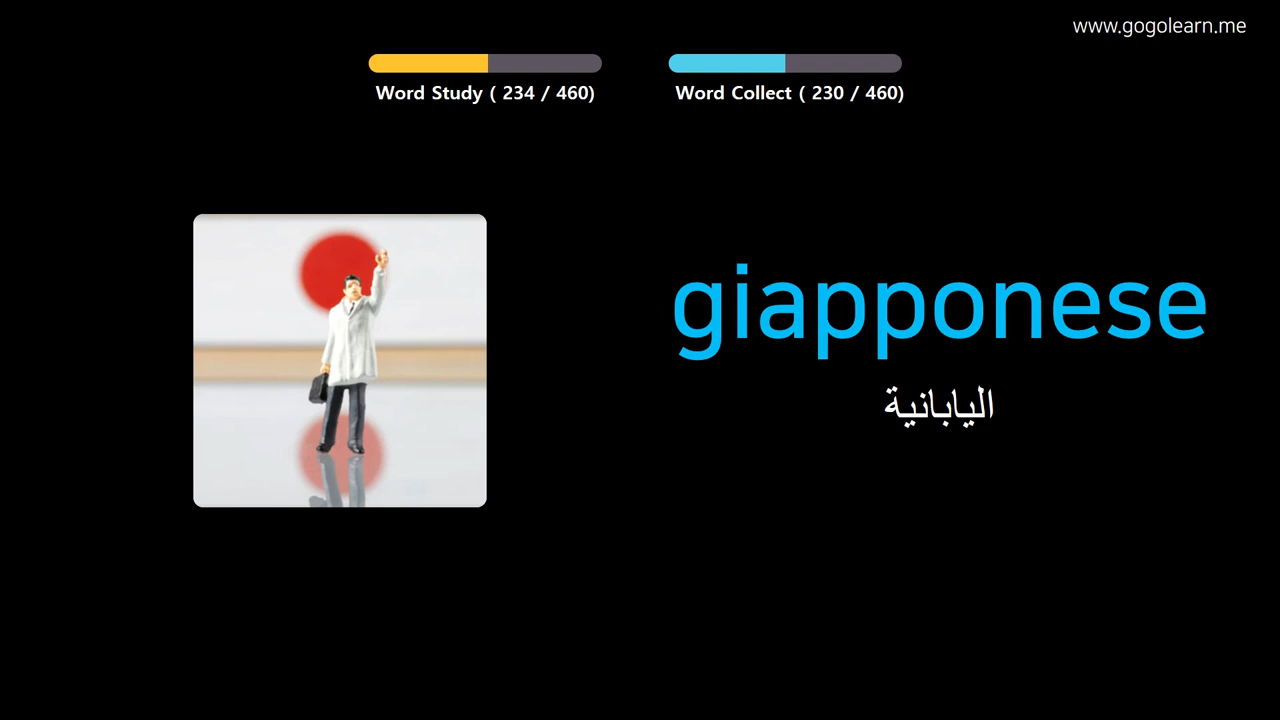 www.gogolearn.me
Word Study ( 234 / 460)
Word Collect ( 230 / 460)
giapponese
اليابانية